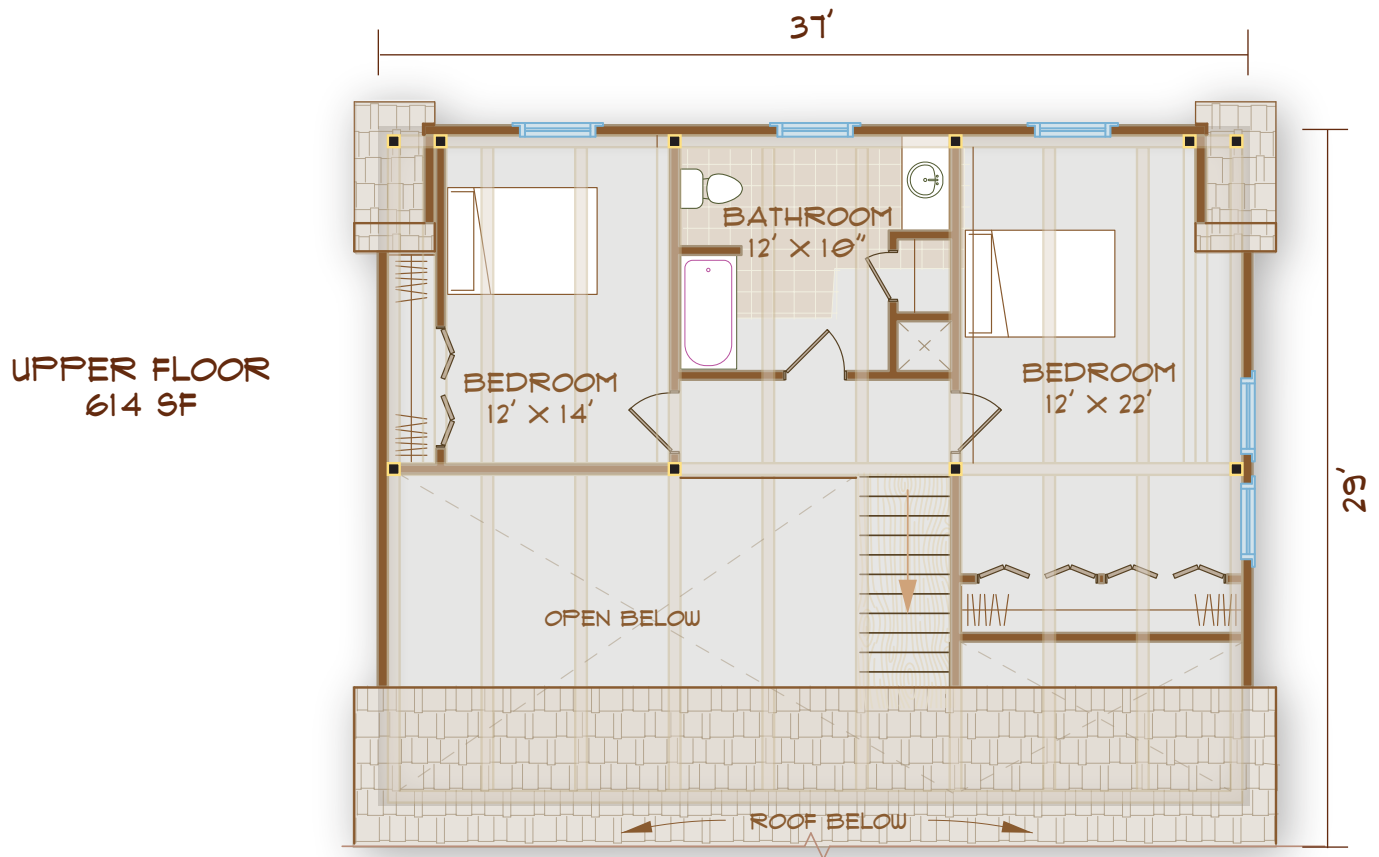 37'
UPPER FLOOR
614 SF
BATHROOM
12' X 10"
BEDROOM
12' X 14'
BEDROOM
12' X 22'
29'
OPEN BELOW
ROOF BELOW